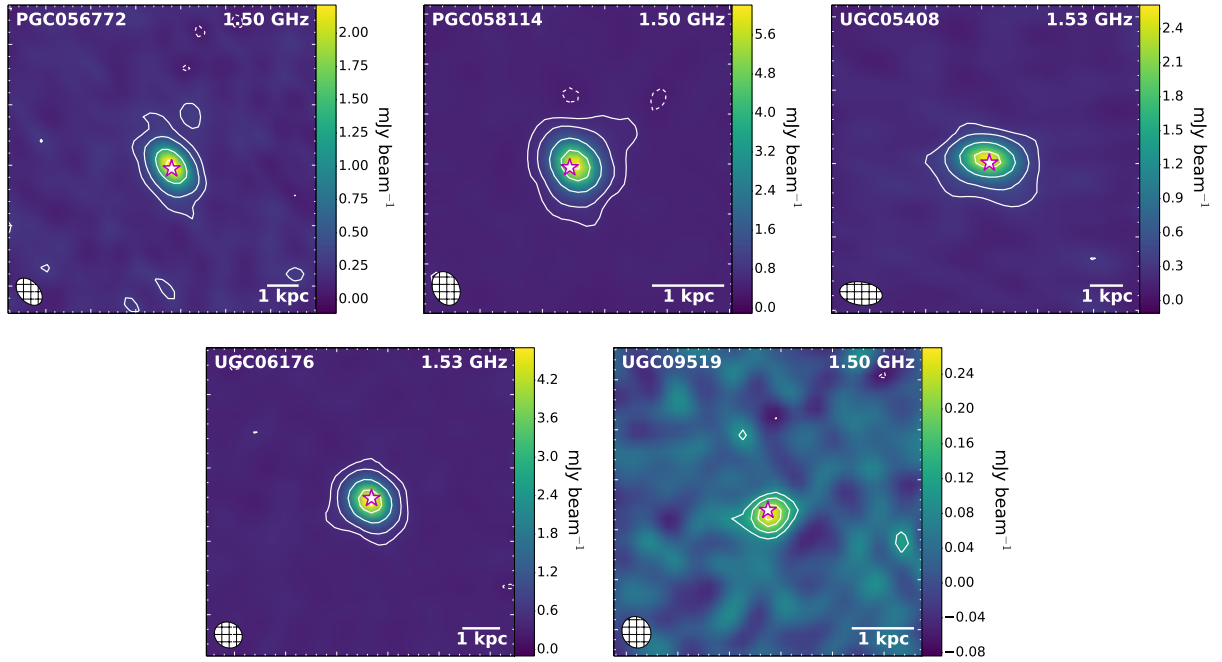 PGC056772 1.50 GHz
1 kpc
2.00
1.75
1.50
1.25
1.00
0.75
0.50
0.25
0.00
mJy beam−1
PGC058114 1.50 GHz
1 kpc
5.6
4.8
4.0
3.2
2.4
1.6
0.8
0.0
mJy beam−1
UGC05408 1.53 GHz
1 kpc
2.4
2.1
1.8
1.5
1.2
0.9
0.6
0.3
0.0
mJy beam−1
UGC06176 1.53 GHz
1 kpc
4.2
3.6
3.0
2.4
1.8
1.2
0.6
0.0
mJy beam−1
UGC09519 1.50 GHz
1 kpc
0.24
0.20
0.16
0.12
0.08
0.04
0.00
−0.04
−0.08
mJy beam−1